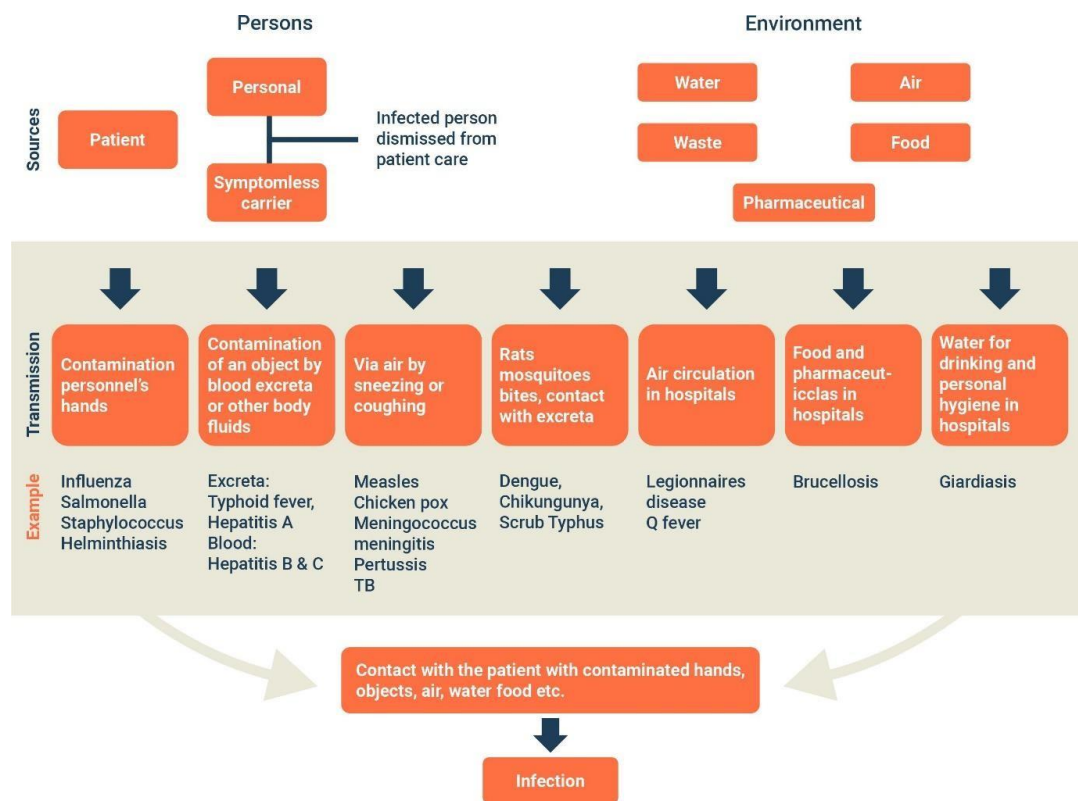 Persons
Environment
Sources
Patient
Personal
Symptomless
carrier
Infected person
dismissed from
patient care
Water
Air
Waste
Food
Pharmaceutical
Transmission
Contamination
personnel's
hands
Contamination
of an object by
blood excreta
or other body
fluids
Via air by
sneezing or
coughing
Rats
mosquitoes
bites, contact
with excreta
Air circulation
in hospitals
Food and
pharmaceut-
icclas in
hospitals
Water for
drinking and
personal
hygiene in
hospitals
Example
Influenza
Salmonella
Staphylococcus
Helminthiasis
Excreta:
Typhoid fever,
Hepatitis A
Blood:
Hepatitis B & C
Measles
Chicken pox
Meningococcus
meningitis
Pertussis
TB
Dengue,
Chikungunya,
Scrub Typhus
Legionnaires
disease
Q fever
Brucellosis
Giardiasis
Contact with the patient with contaminated hands,
objects, air, water food etc.
Infection